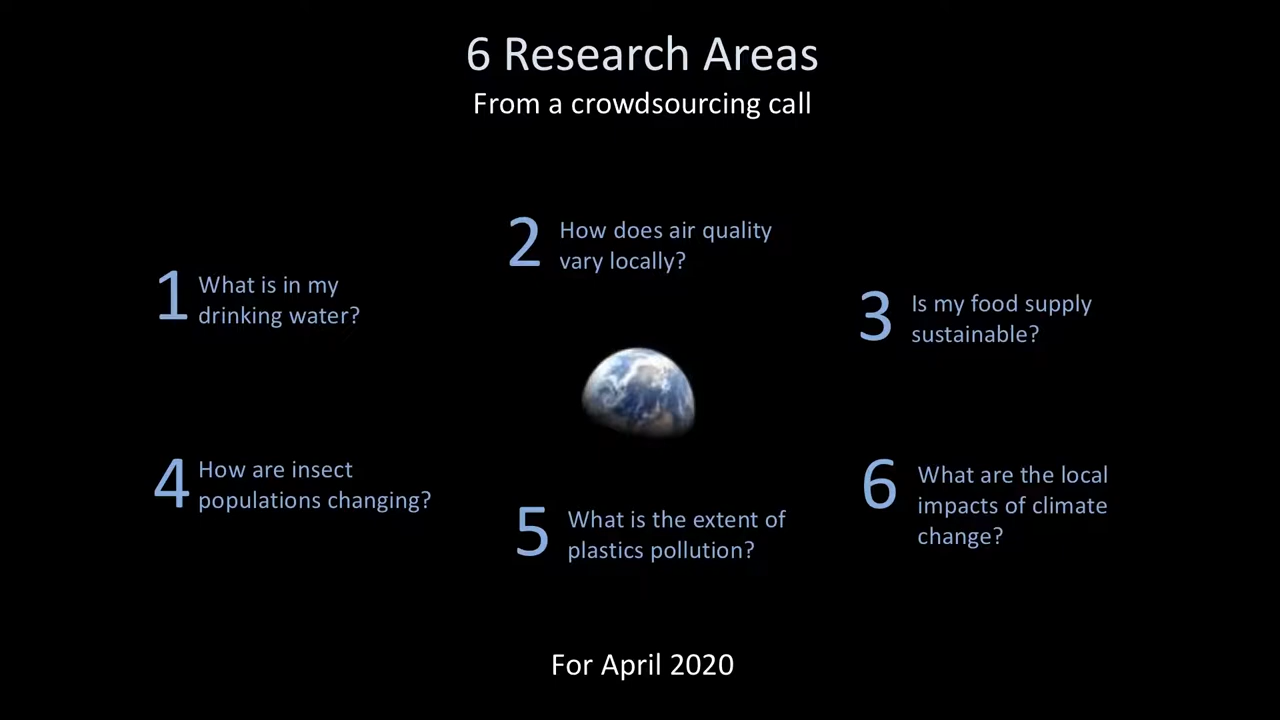 6 Research Areas
From a crowdsourcing call
1 What is in my
drinking water?
2 How does air quality
vary locally?
3 Is my food supply
sustainable?
4 How are insect
populations changing?
5 What is the extent of
plastics pollution?
6 What are the local
impacts of climate
change?
For April 2020